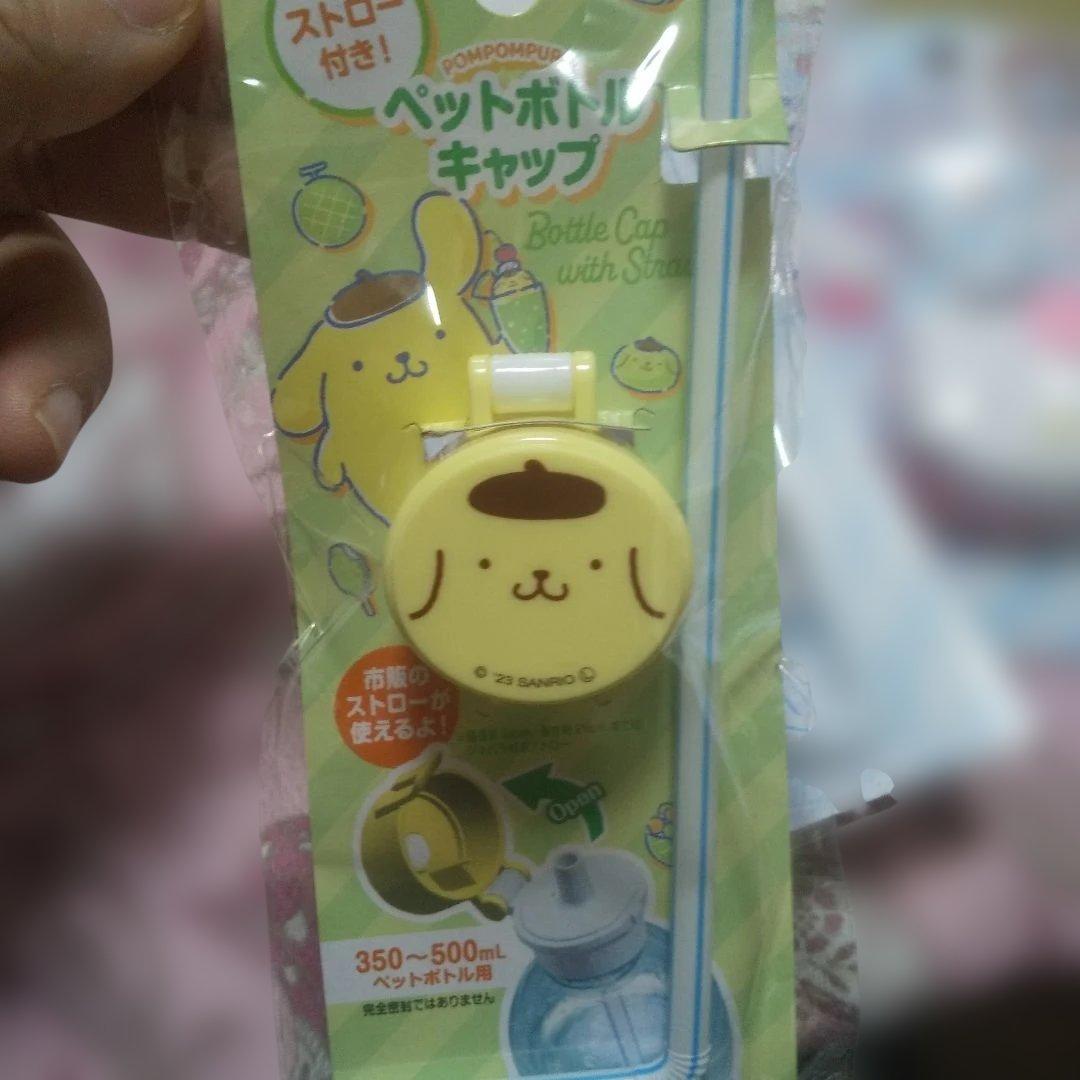 ストロー
付き!
POMPOMPUR
ペットボトル
キャップ
Bottle Cap
with Straw
© '23 SANRIO Ⓛ
市販の
ストローが
使えるよ!
Open
350～500mL
ペットボトル用
完全密封ではありません